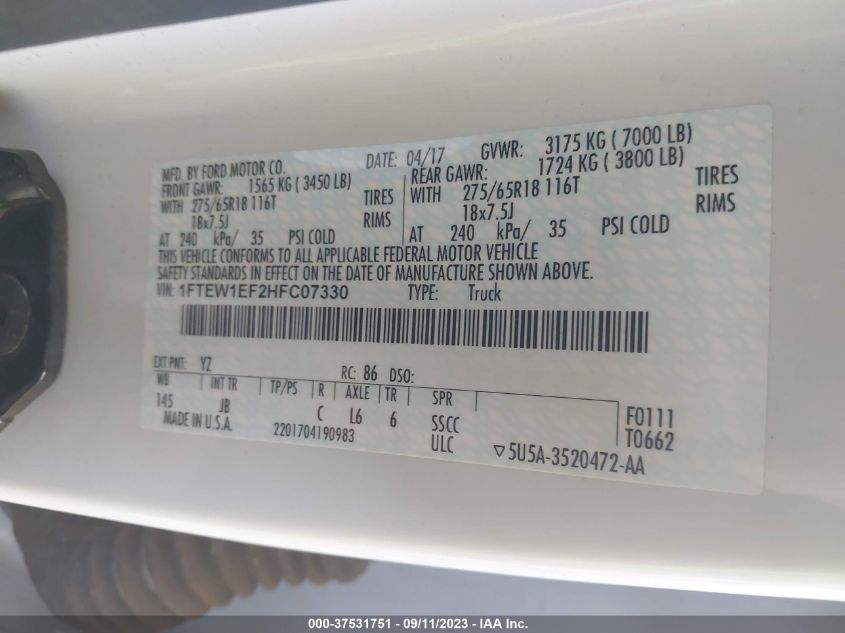 MFD. BY FORD MOTOR CO. DATE: 04/17 GVWR: 3175 KG ( 7000 LB)
FRONT GAWR: 1565 KG ( 3450 LB) REAR GAWR: 1724 KG ( 3800 LB)
WITH 275/65R18 116T TIRES WITH 275/65R18 116T TIRES
18x7.5J RIMS 18x7.5J RIMS
AT 240 kPa/ 35 PSI COLD AT 240 kPa/ 35 PSI COLD
THIS VEHICLE CONFORMS TO ALL APPLICABLE FEDERAL MOTOR VEHICLE
SAFETY STANDARDS IN EFFECT ON THE DATE OF MANUFACTURE SHOWN ABOVE.
VIN: 1FTEW1EF2HFC07330 TYPE: Truck
EXT PNT: YZ RC: 86 DSO:
WB INT TR TP/PS R AXLE TR SPR
145 JB C L6 6 SSCC F0111
MADE IN U.S.A. 2201704190983 ULC T0662
▽5U5A-3520472-AA
000-37531751 - 09/11/2023 - IAA Inc.